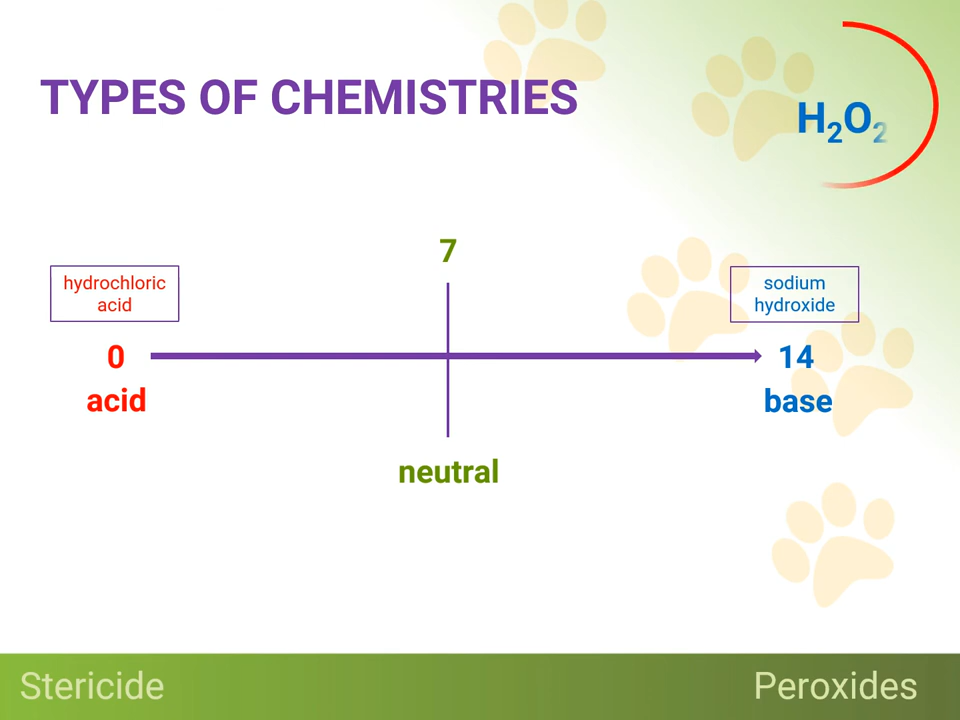 TYPES OF CHEMISTRIES
H₂O₂
7
hydrochloric
acid
sodium
hydroxide
0
14
acid
base
neutral
Stericide
Peroxides